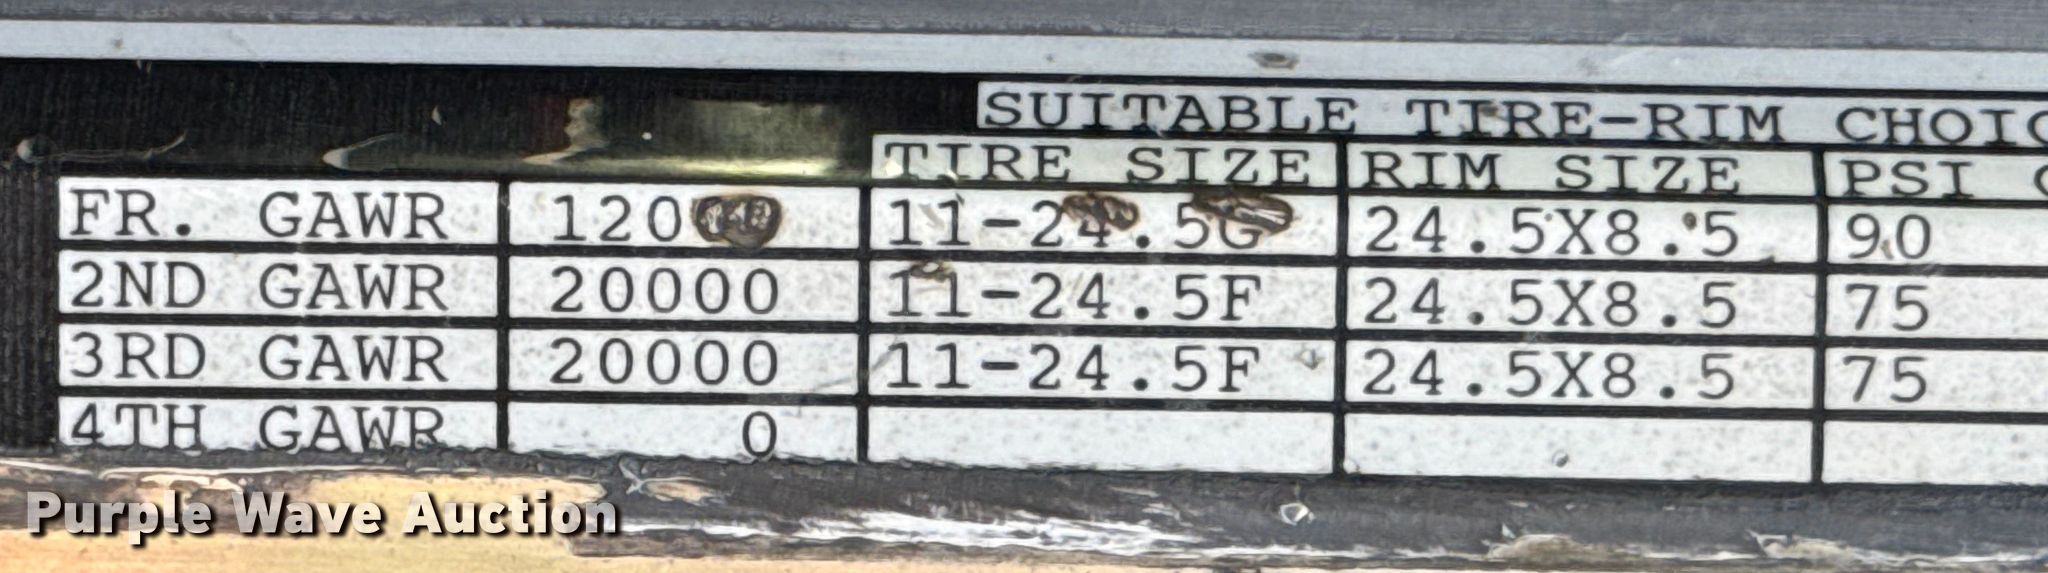 SUITABLE TIRE-RIM
TIRE SIZE RIM SIZE PSI
FR. GAWR 11-24.5G 24.5X8.5 90
2ND GAWR 20000 11-24.5F 24.5X8.5 75
3RD GAWR 20000 11-24.5F 24.5X8.5 75
4TH GAWR 0
Purple Wave Auction